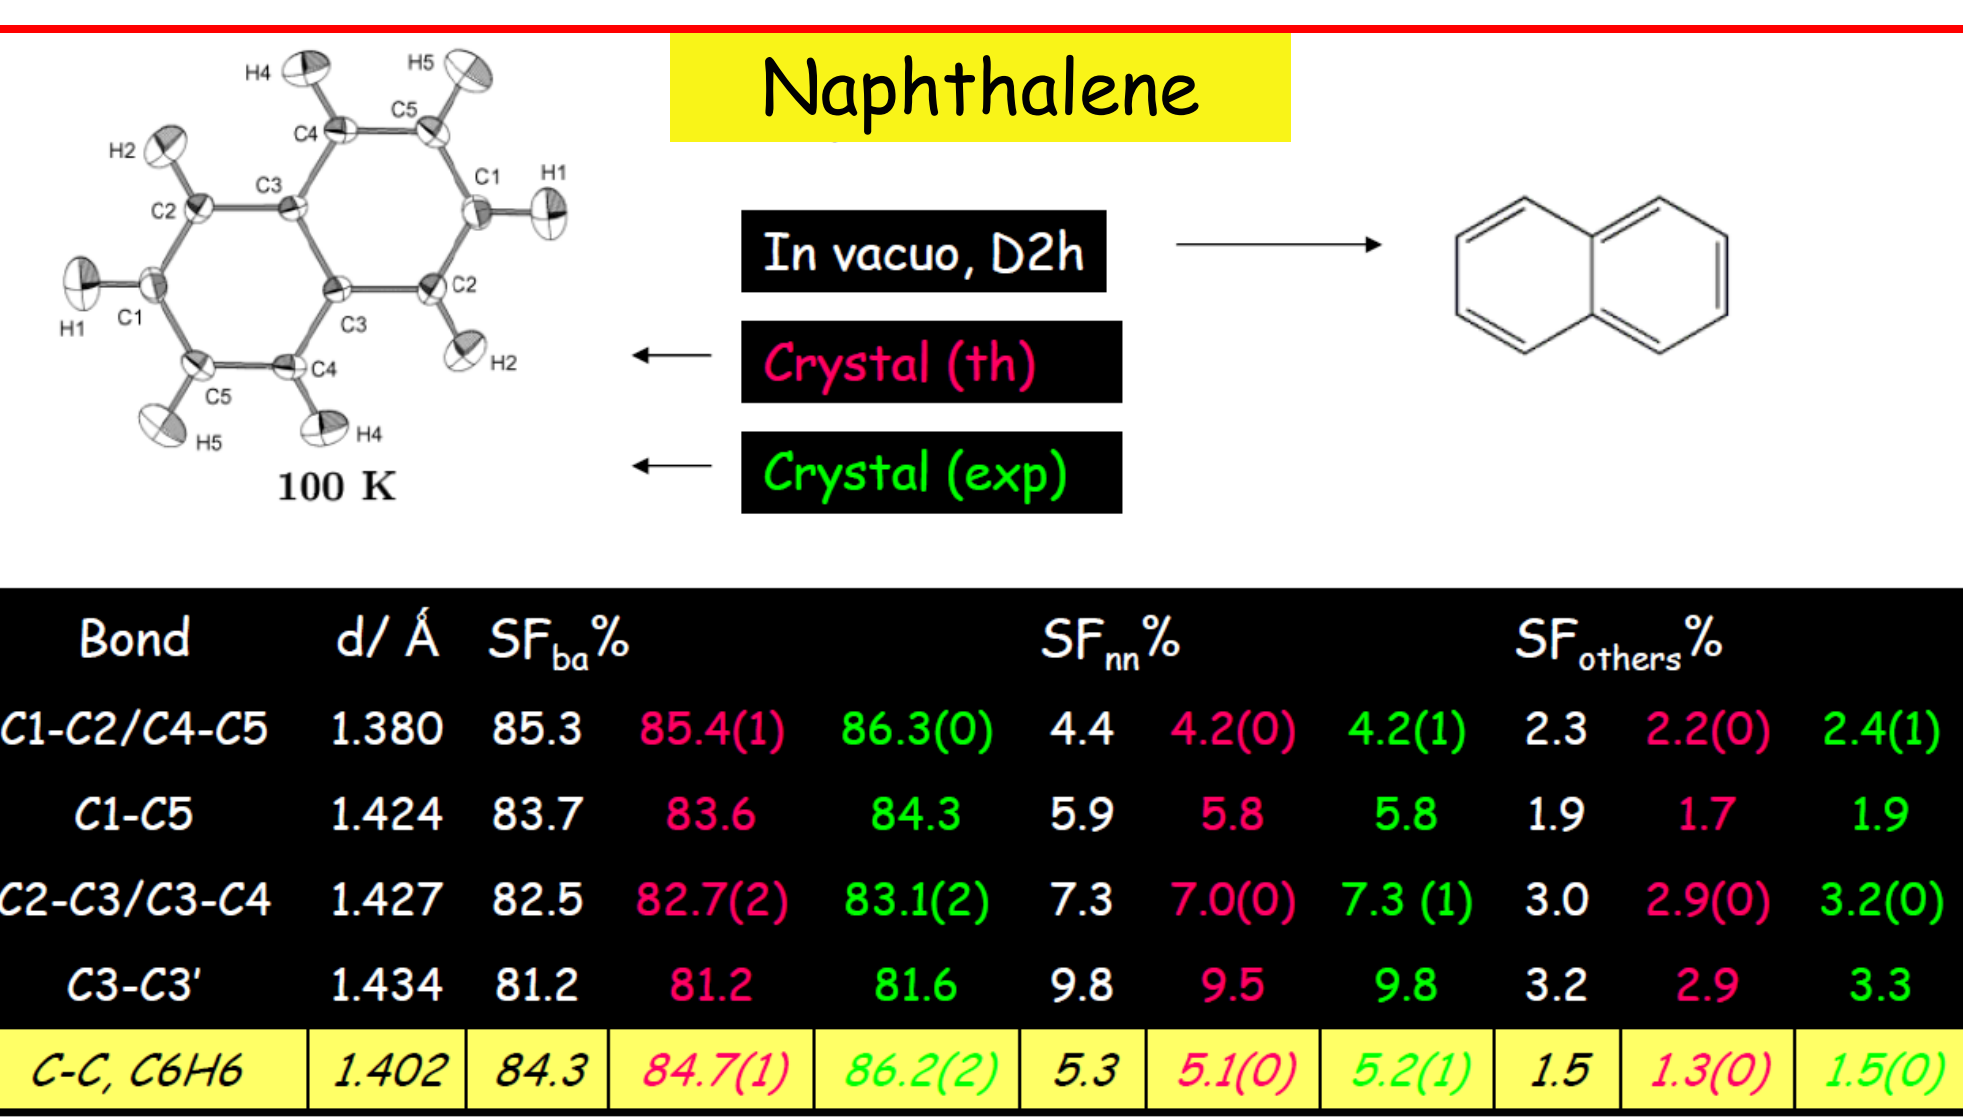 Naphthalene
H4
H5
C5
C4
H2
C1
H1
C3
C2
C2
H1
C1
C3
H2
C4
C5
H5
H4
100 K
In vacuo, D2h
Crystal (th)
Crystal (exp)
Bond d/ Å SFba% SFnn% SFothers%
C1-C2/C4-C5 1.380 85.3 85.4(1) 86.3(0) 4.4 4.2(0) 4.2(1) 2.3 2.2(0) 2.4(1)
C1-C5 1.424 83.7 83.6 84.3 5.9 5.8 5.8 1.9 1.7 1.9
C2-C3/C3-C4 1.427 82.5 82.7(2) 83.1(2) 7.3 7.0(0) 7.3 (1) 3.0 2.9(0) 3.2(0)
C3-C3' 1.434 81.2 81.2 81.6 9.8 9.5 9.8 3.2 2.9 3.3
C-C, C6H6 1.402 84.3 84.7(1) 86.2(2) 5.3 5.1(0) 5.2(1) 1.5 1.3(0) 1.5(0)